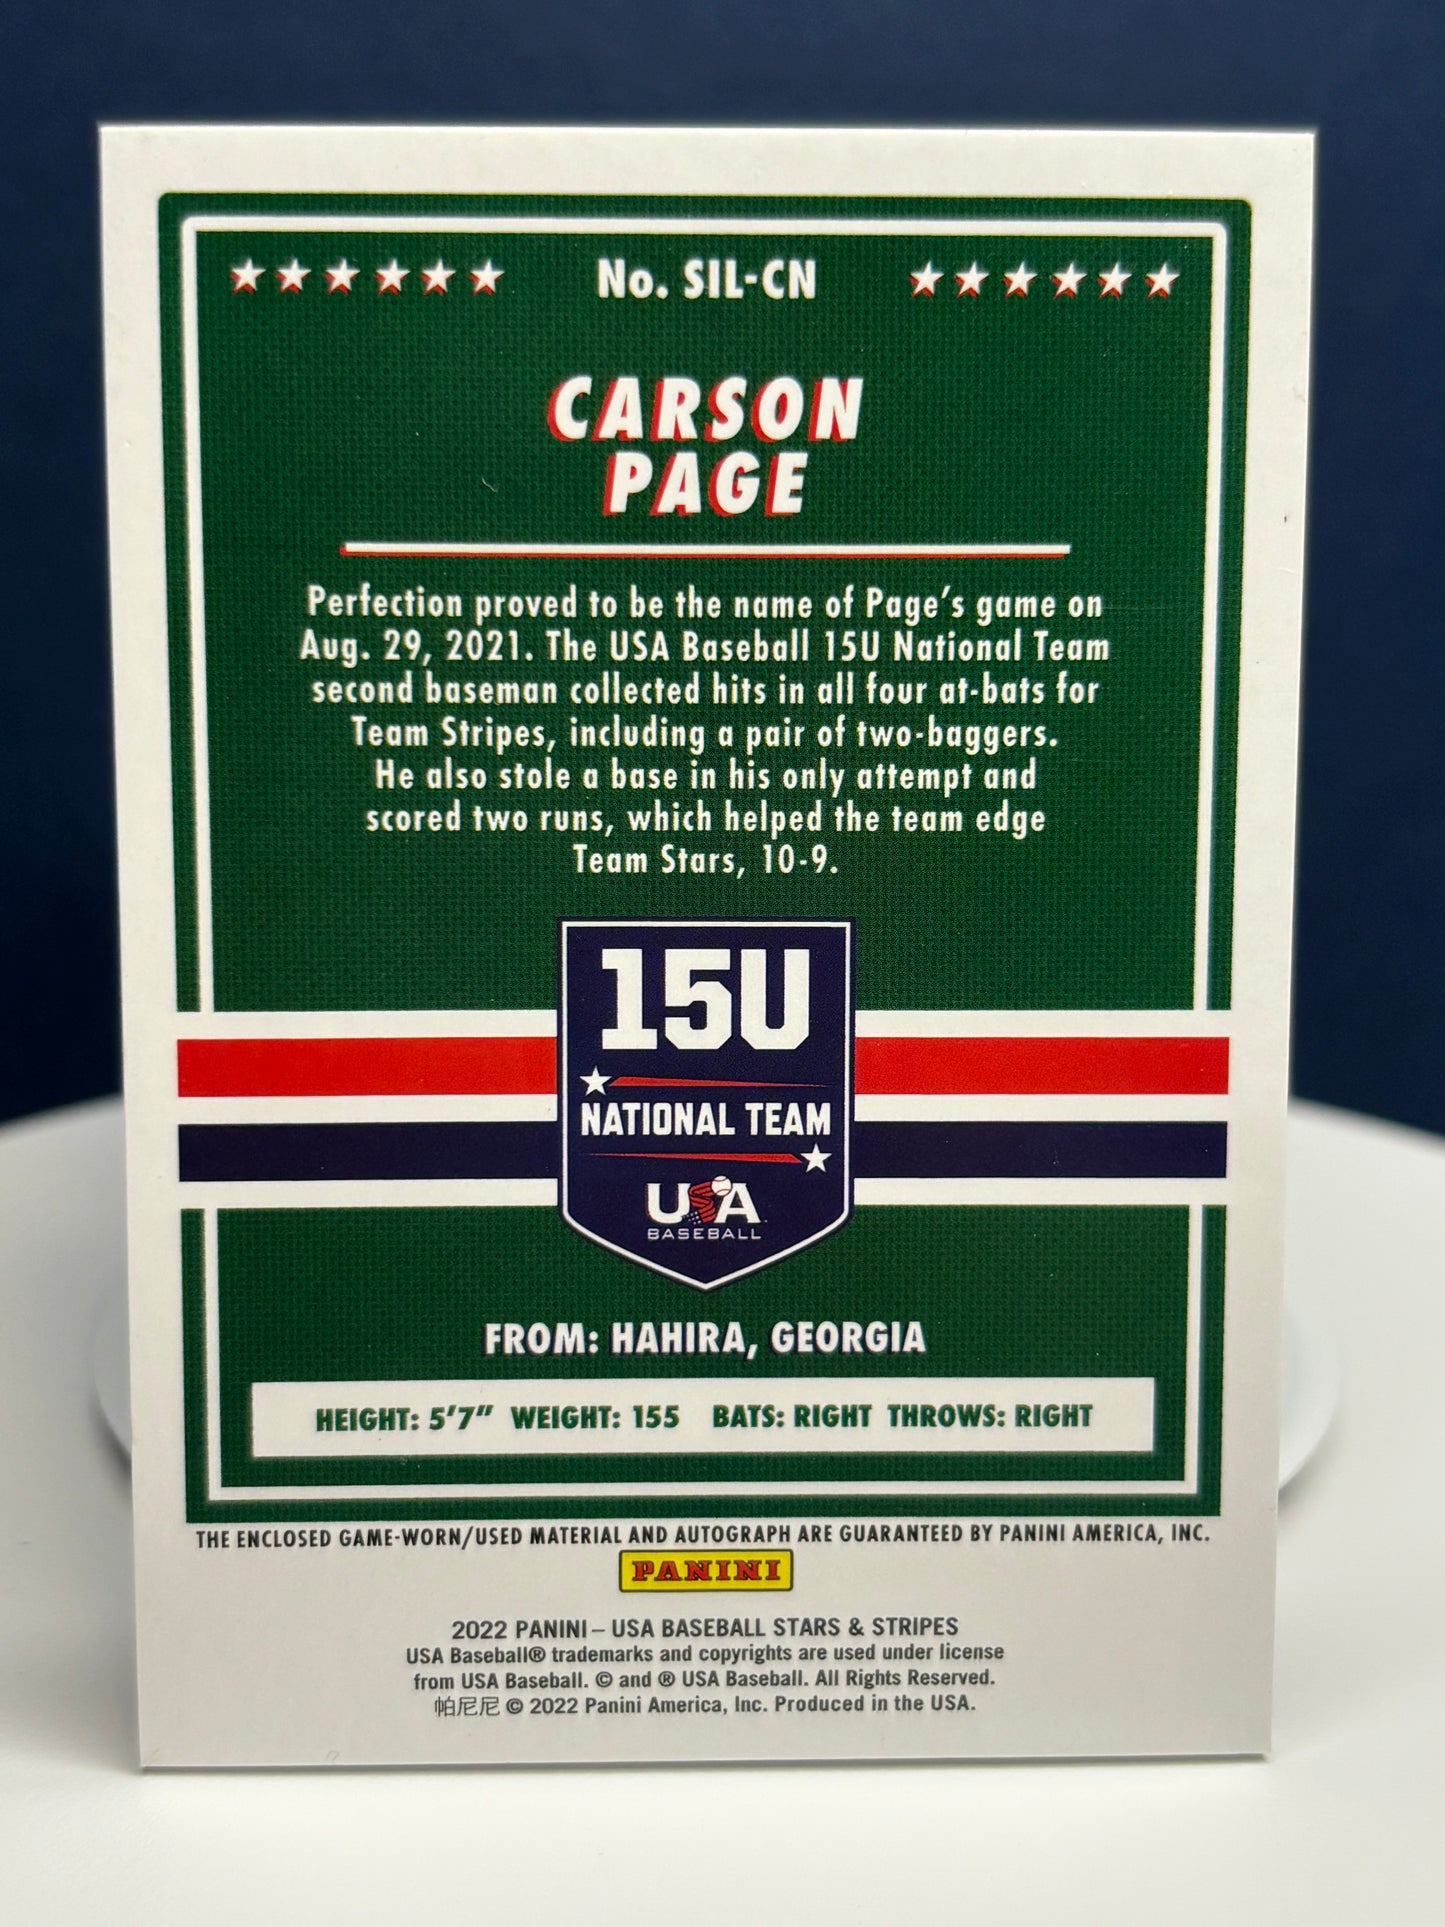 No. SIL-CN
CARSON
PAGE
Perfection proved to be the name of Page's game on
Aug. 29, 2021. The USA Baseball 15U National Team
second baseman collected hits in all four at-bats for
Team Stripes, including a pair of two-baggers.
He also stole a base in his only attempt and
scored two runs, which helped the team edge
Team Stars, 10-9.
15U
NATIONAL TEAM
USA
BASEBALL
FROM: HAHIRA, GEORGIA
HEIGHT: 5'7" WEIGHT: 155 BATS: RIGHT THROWS: RIGHT
THE ENCLOSED GAME-WORN/USED MATERIAL AND AUTOGRAPH ARE GUARANTEED BY PANINI AMERICA, INC.
PANINI
2022 PANINI – USA BASEBALL STARS & STRIPES
USA Baseball® trademarks and copyrights are used under license
from USA Baseball. © and ® USA Baseball. All Rights Reserved.
帕尼尼 © 2022 Panini America, Inc. Produced in the USA.